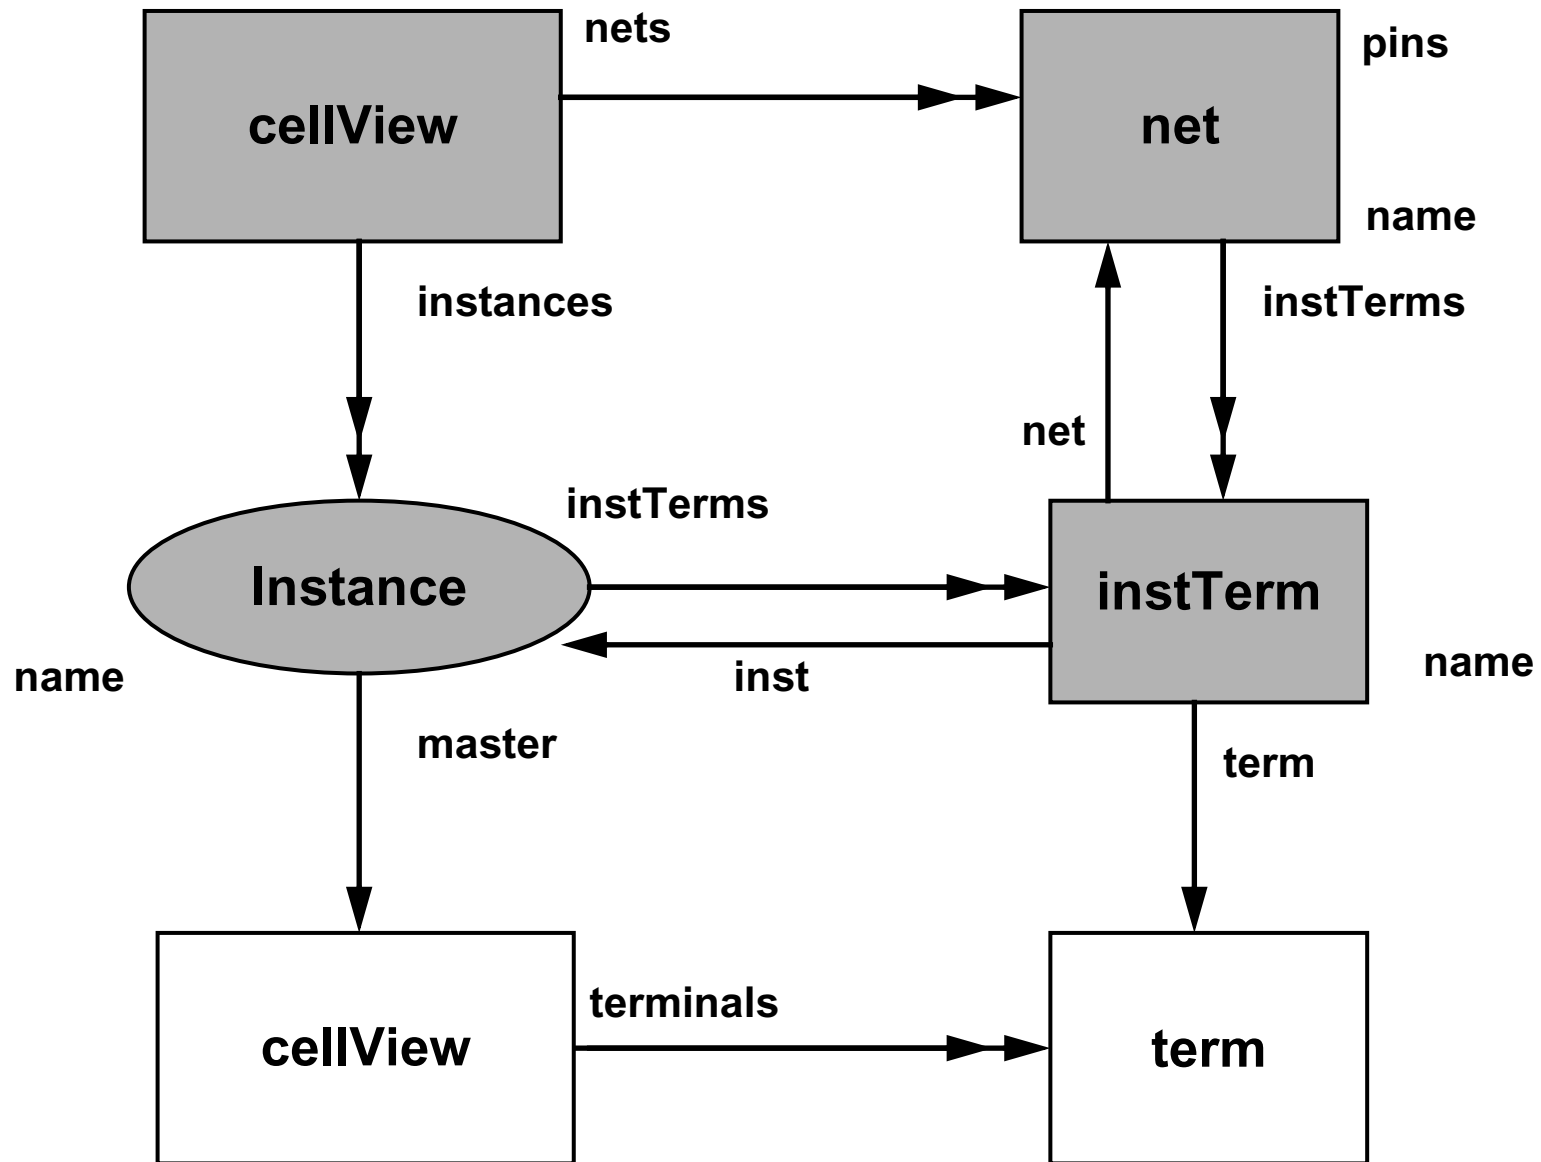 nets
pins
cellView
net
name
instances
instTerms
net
instTerms
Instance
instTerm
name
inst
name
master
term
terminals
cellView
term